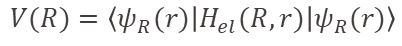 V(R) = ⟨ψ_R(r)|H_el(R,r)|ψ_R(r)⟩